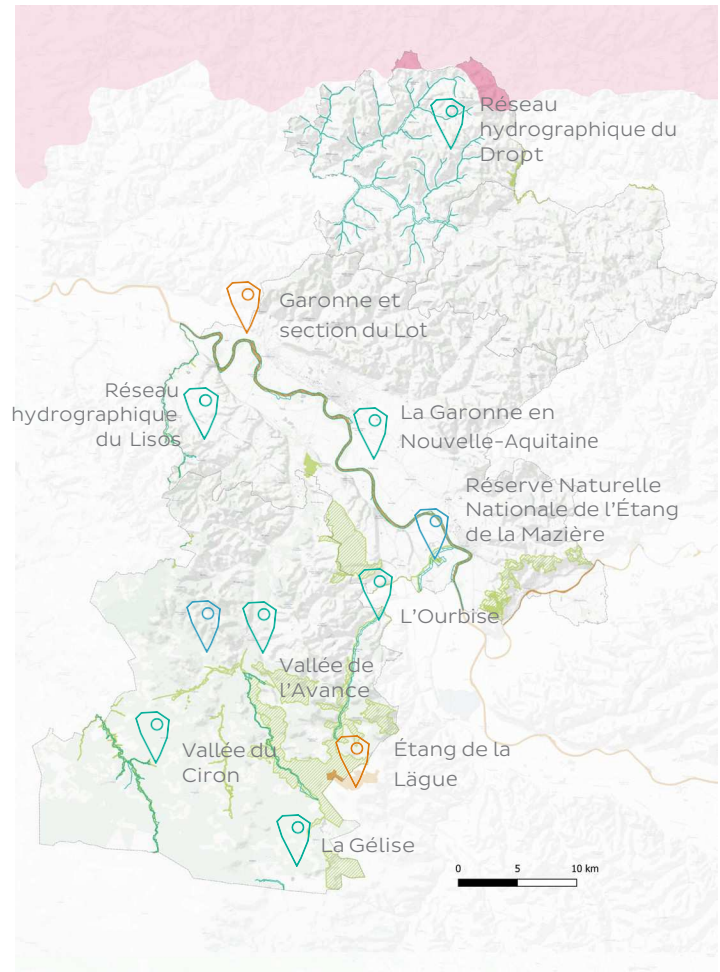 Réseau
hydrographique du
Dropt
Garonne et
section du Lot
Réseau
hydrographique
du Lisos
La Garonne en
Nouvelle-Aquitaine
Réserve Naturelle
Nationale de l'Étang
de la Mazière
L'Ourbise
Vallée de
l'Avance
Vallée du
Ciron
Étang de la
Lägue
La Gélise
0 5 10 km